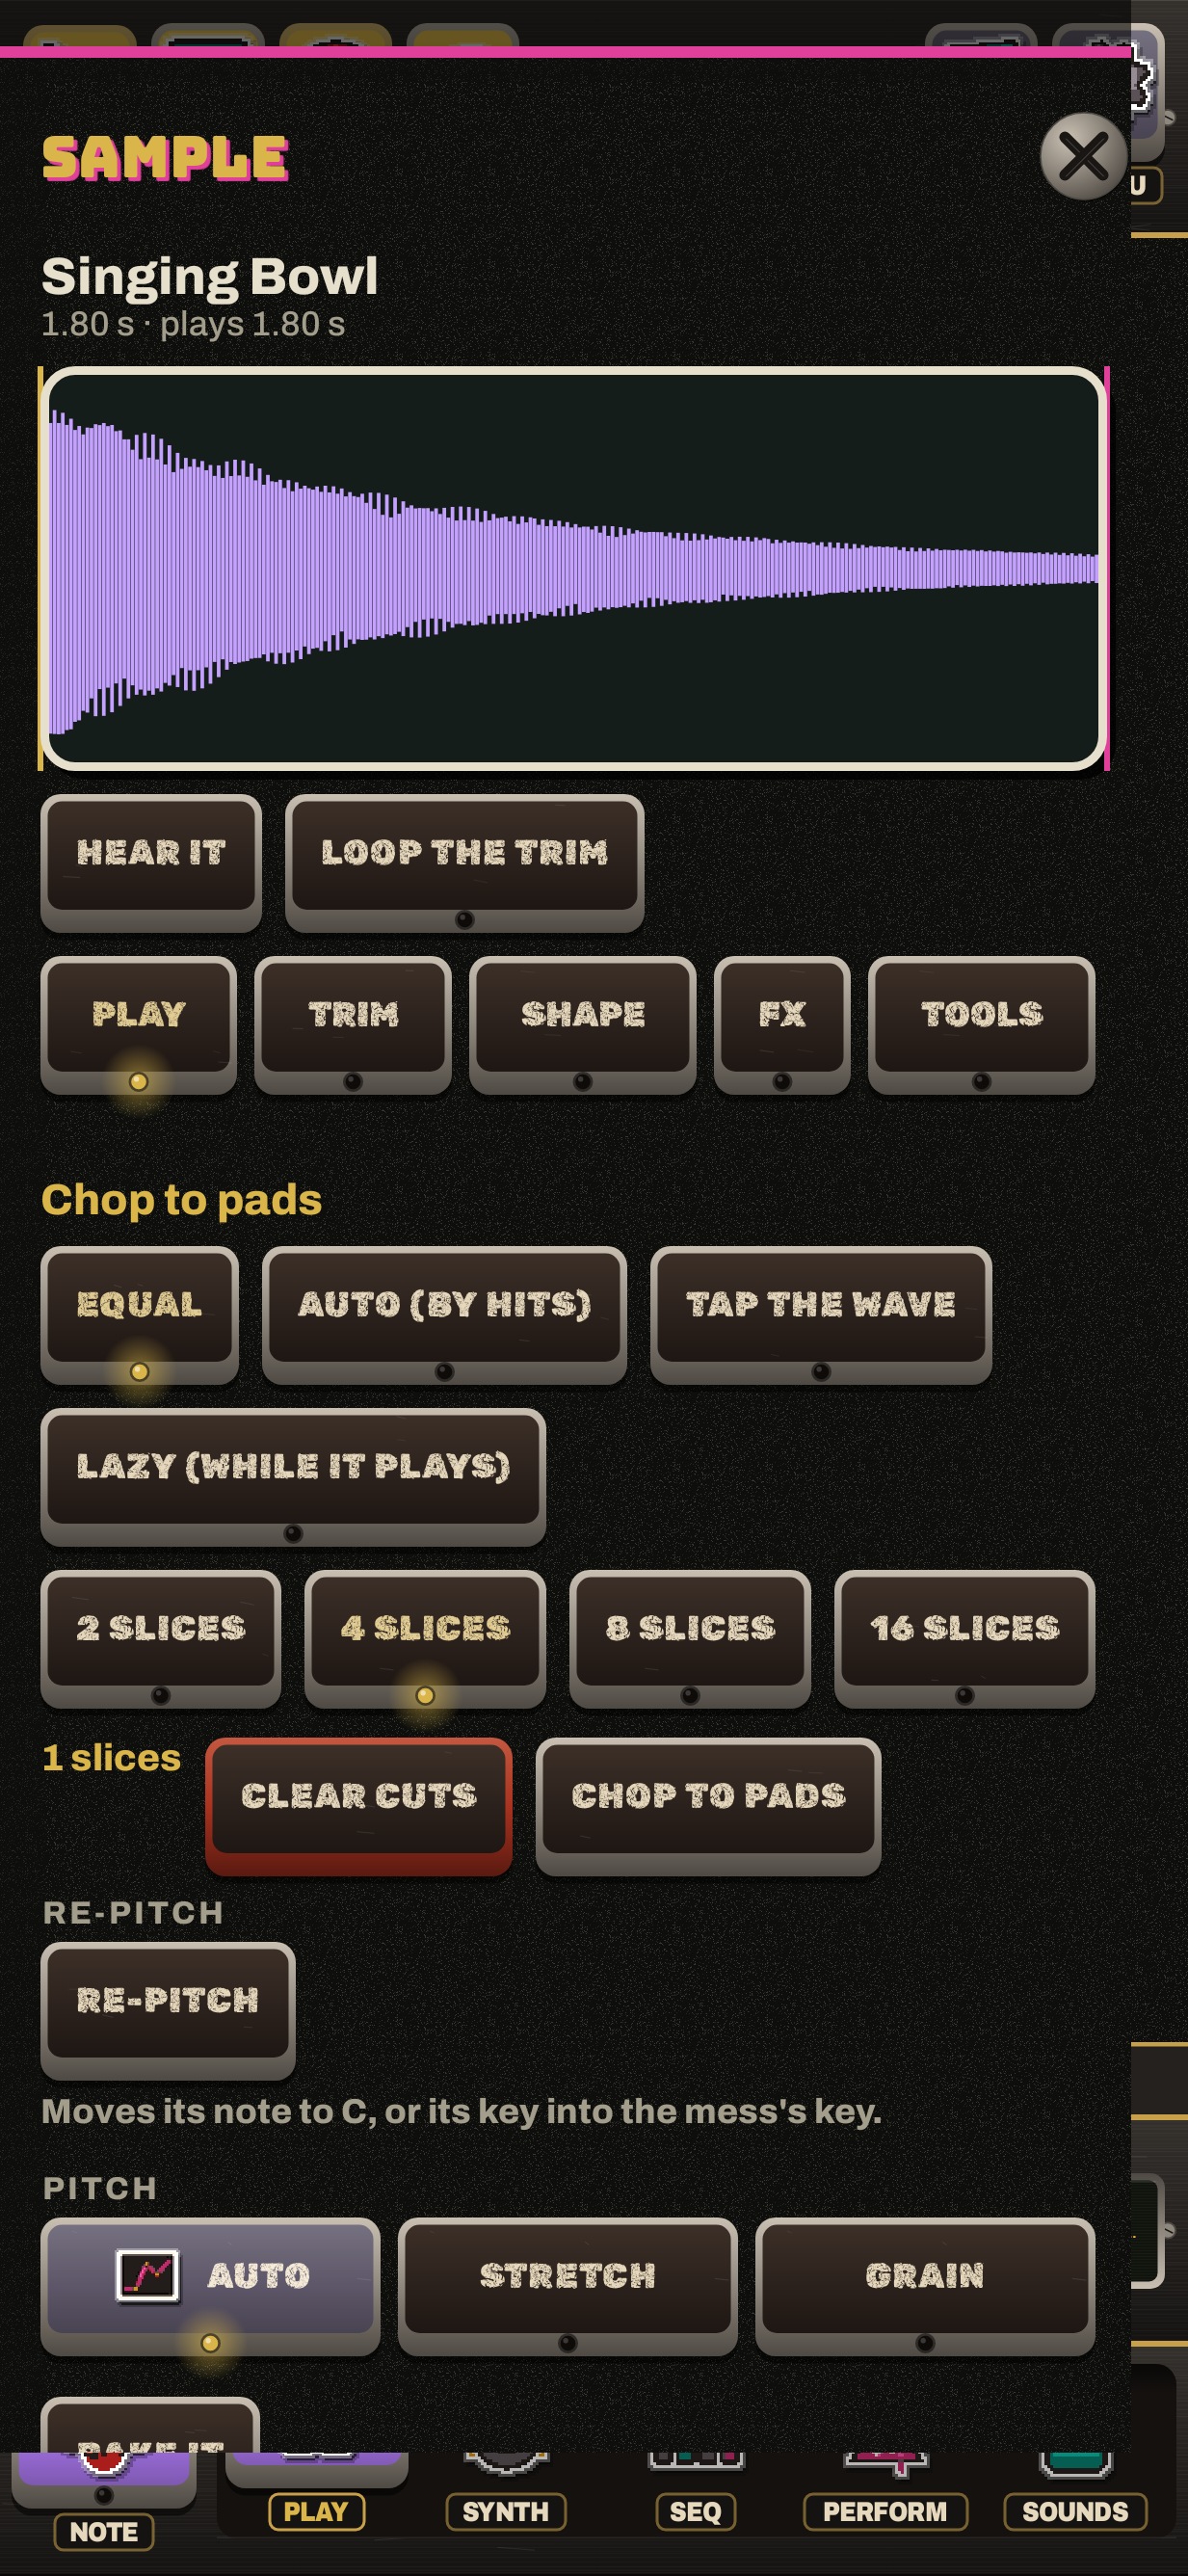 U
SAMPLE
Singing Bowl
1.80 s · plays 1.80 s
HEAR IT LOOP THE TRIM
PLAY TRIM SHAPE FX TOOLS
Chop to pads
EQUAL AUTO (BY HITS) TAP THE WAVE
LAZY (WHILE IT PLAYS)
2 SLICES 4 SLICES 8 SLICES 16 SLICES
1 slices CLEAR CUTS CHOP TO PADS
RE-PITCH
RE-PITCH
Moves its note to C, or its key into the mess's key.
PITCH
AUTO STRETCH GRAIN
BAKE IT
NOTE PLAY SYNTH SEQ PERFORM SOUNDS